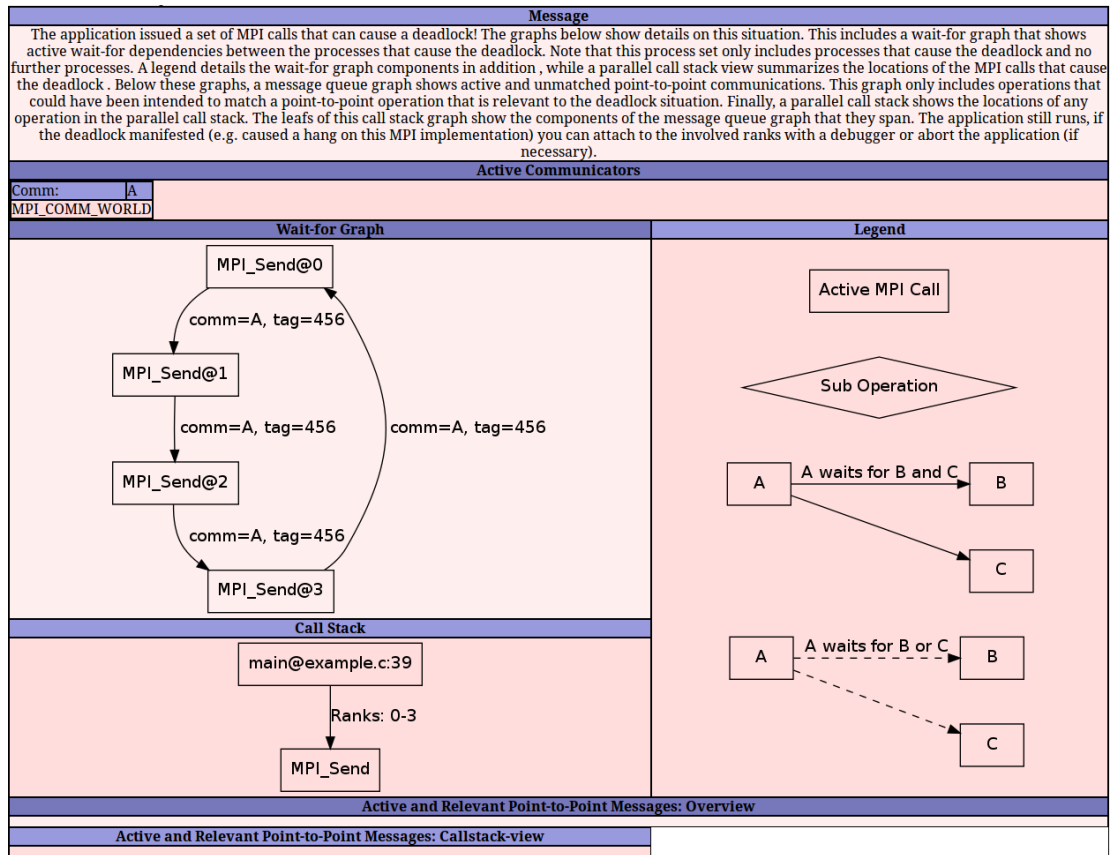 Message
The application issued a set of MPI calls that can cause a deadlock! The graphs below show details on this situation. This includes a wait-for graph that shows
active wait-for dependencies between the processes that cause the deadlock. Note that this process set only includes processes that cause the deadlock and no
further processes. A legend details the wait-for graph components in addition , while a parallel call stack view summarizes the locations of the MPI calls that cause
the deadlock . Below these graphs, a message queue graph shows active and unmatched point-to-point communications. This graph only includes operations that
could have been intended to match a point-to-point operation that is relevant to the deadlock situation. Finally, a parallel call stack shows the locations of any
operation in the parallel call stack. The leafs of this call stack graph show the components of the message queue graph that they span. The application still runs, if
the deadlock manifested (e.g. caused a hang on this MPI implementation) you can attach to the involved ranks with a debugger or abort the application (if
necessary).
Active Communicators
Comm: A
MPI_COMM_WORLD
Wait-for Graph
MPI_Send@0
comm=A, tag=456
MPI_Send@1
comm=A, tag=456
comm=A, tag=456
MPI_Send@2
comm=A, tag=456
MPI_Send@3
Legend
Active MPI Call
Sub Operation
A waits for B and C
A
B
C
A waits for B or C
A
B
C
Call Stack
main@example.c:39
Ranks: 0-3
MPI_Send
Active and Relevant Point-to-Point Messages: Overview
Active and Relevant Point-to-Point Messages: Callstack-view